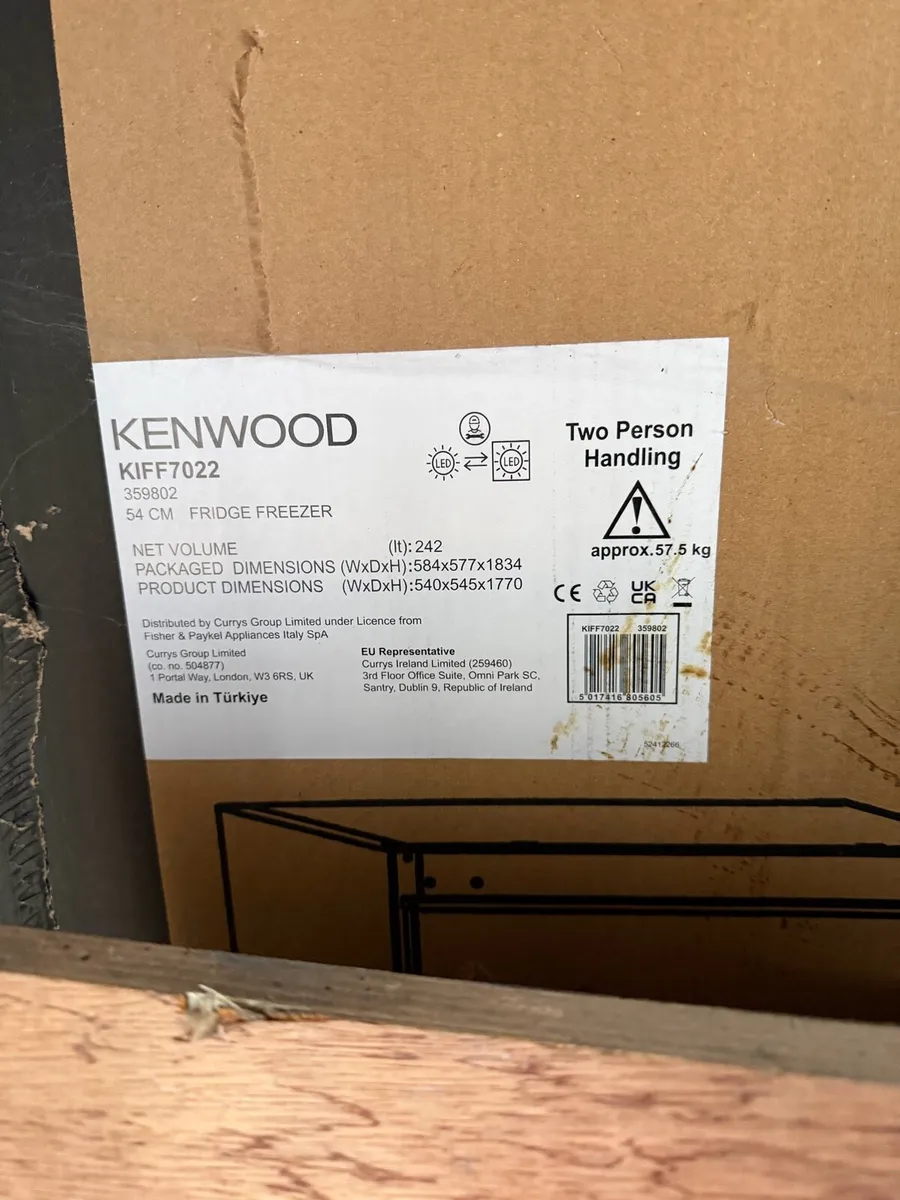 KENWOOD
KIFF7022
359802
54 CM FRIDGE FREEZER
LED
LED
Two Person
Handling
approx.57.5 kg
NET VOLUME (lt): 242
PACKAGED DIMENSIONS (WxDxH):584x577x1834
PRODUCT DIMENSIONS (WxDxH):540x545x1770
Distributed by Currys Group Limited under Licence from
Fisher & Paykel Appliances Italy SpA
Currys Group Limited
(co. no. 504877)
1 Portal Way, London, W3 6RS, UK
Made in Türkiye
EU Representative
Currys Ireland Limited (259460)
3rd Floor Office Suite, Omni Park SC,
Santry, Dublin 9, Republic of Ireland
CE UK
CA
KIFF7022 359802
5 017416 805605
52412266